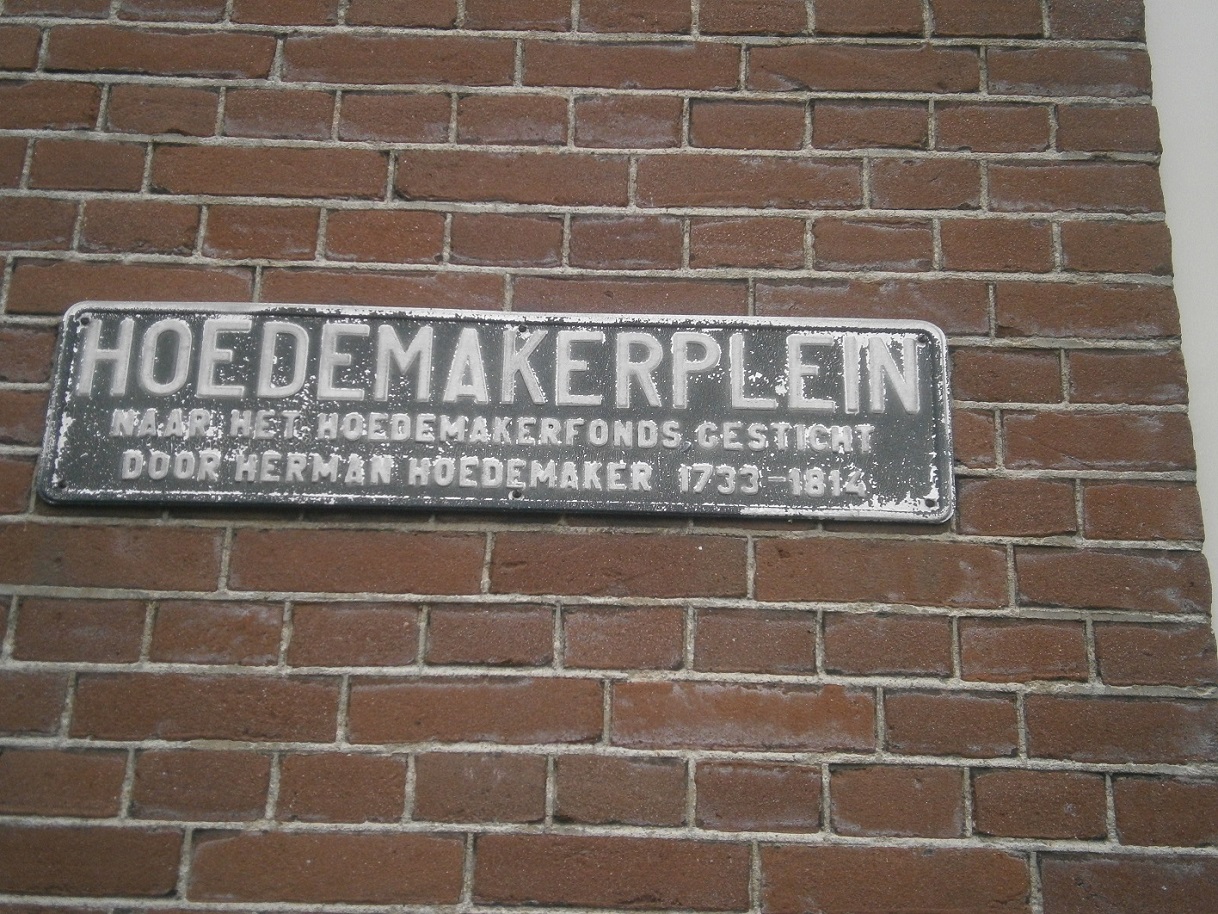 HOEDEMAKERPLEIN
NAAR HET HOEDEMAKERFONDS, GESTICHT
DOOR HERMAN HOEDEMAKER 1733-1814